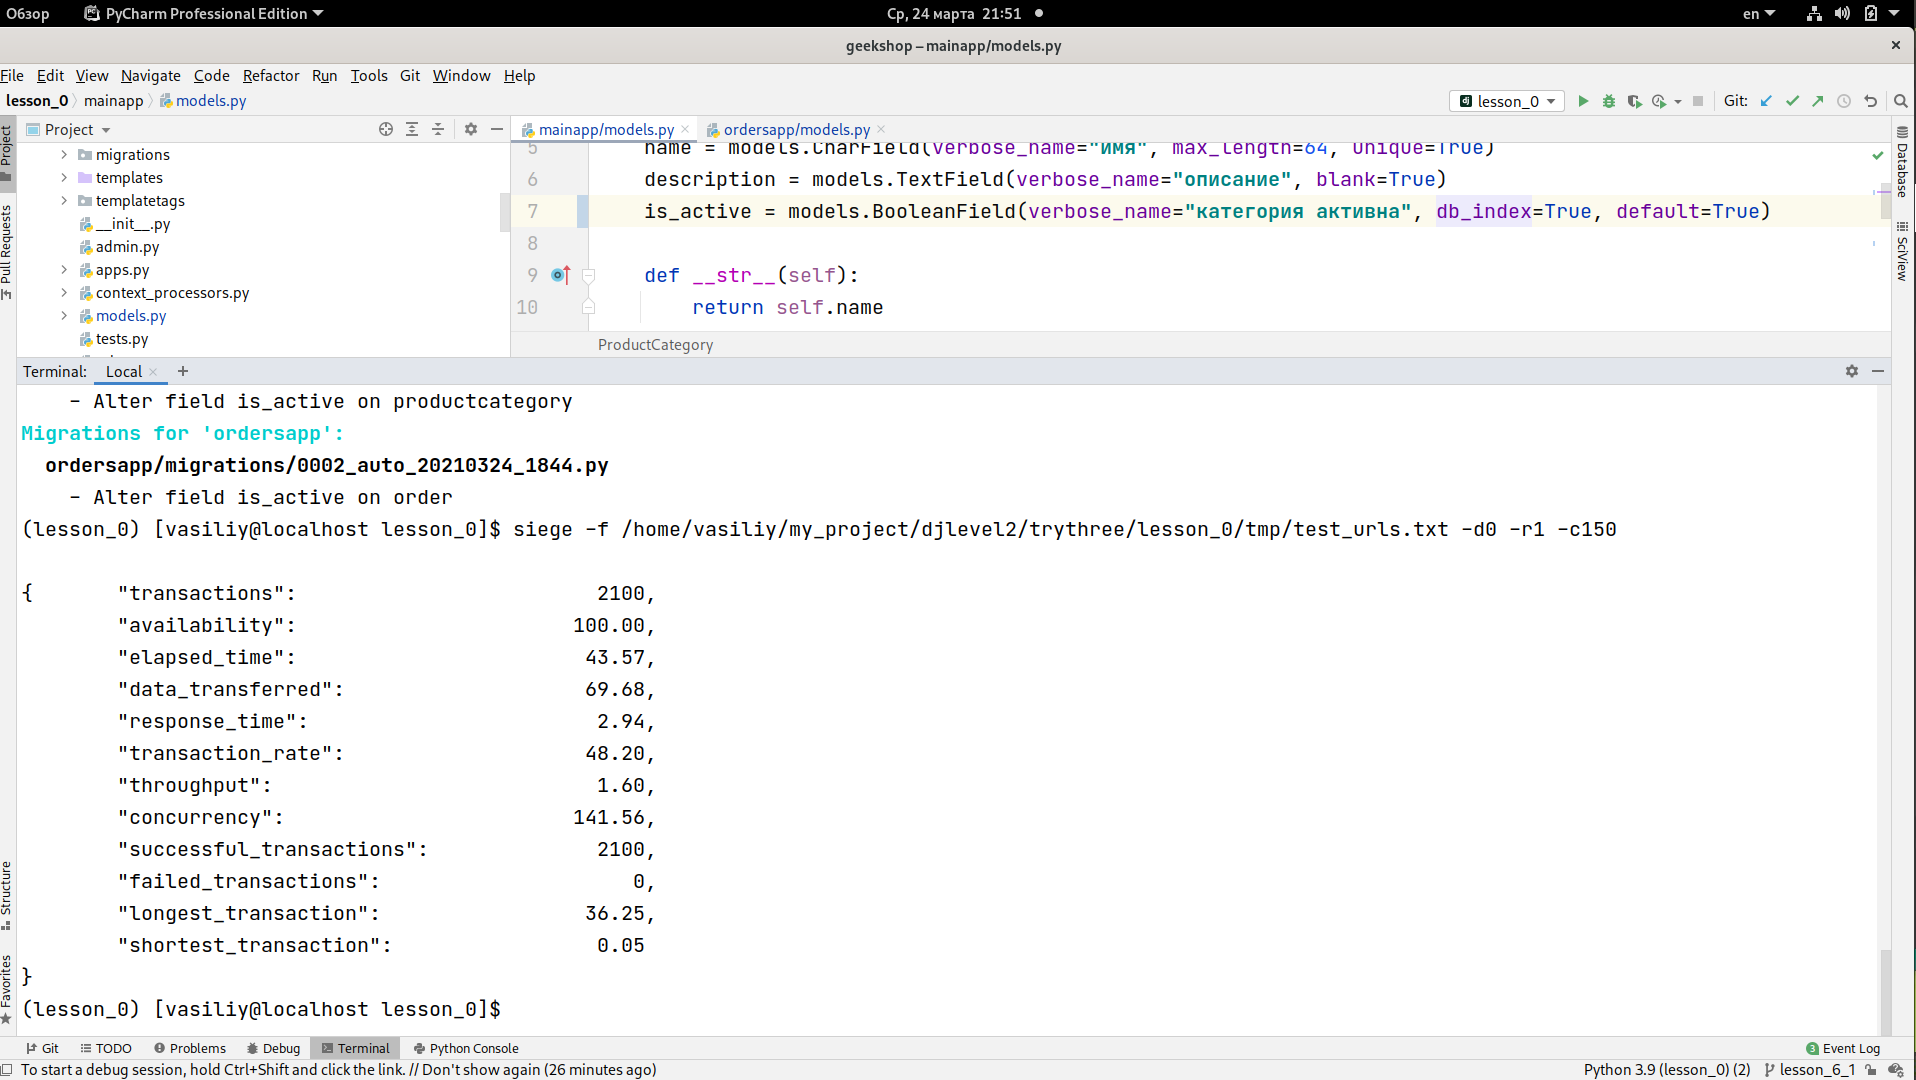 Обзор PyCharm Professional Edition Ср, 24 марта 21:51 en
geekshop – mainapp/models.py
File Edit View Navigate Code Refactor Run Tools Git Window Help
lesson_0 mainapp models.py lesson_0 Git:
Project
mainapp/models.py ordersapp/models.py
migrations
templates
templatetags
__init__.py
admin.py
apps.py
context_processors.py
models.py
tests.py
5 name = models.CharField(verbose_name="имя", max_length=64, unique=True)
6 description = models.TextField(verbose_name="описание", blank=True)
7 is_active = models.BooleanField(verbose_name="категория активна", db_index=True, default=True)
8
9 def __str__(self):
10 return self.name
ProductCategory
Project
Pull Requests
Structure
Favorites
Database
SciView
Terminal: Local +
- Alter field is_active on productcategory
Migrations for 'ordersapp':
ordersapp/migrations/0002_auto_20210324_1844.py
- Alter field is_active on order
(lesson_0) [vasiliy@localhost lesson_0]$ siege -f /home/vasiliy/my_project/djlevel2/trythree/lesson_0/tmp/test_urls.txt -d0 -r1 -c150
{ "transactions": 2100,
"availability": 100.00,
"elapsed_time": 43.57,
"data_transferred": 69.68,
"response_time": 2.94,
"transaction_rate": 48.20,
"throughput": 1.60,
"concurrency": 141.56,
"successful_transactions": 2100,
"failed_transactions": 0,
"longest_transaction": 36.25,
"shortest_transaction": 0.05
}
(lesson_0) [vasiliy@localhost lesson_0]$
Git TODO Problems Debug Terminal Python Console 3 Event Log
To start a debug session, hold Ctrl+Shift and click the link. // Don't show again (26 minutes ago) Python 3.9 (lesson_0) (2) lesson_6_1